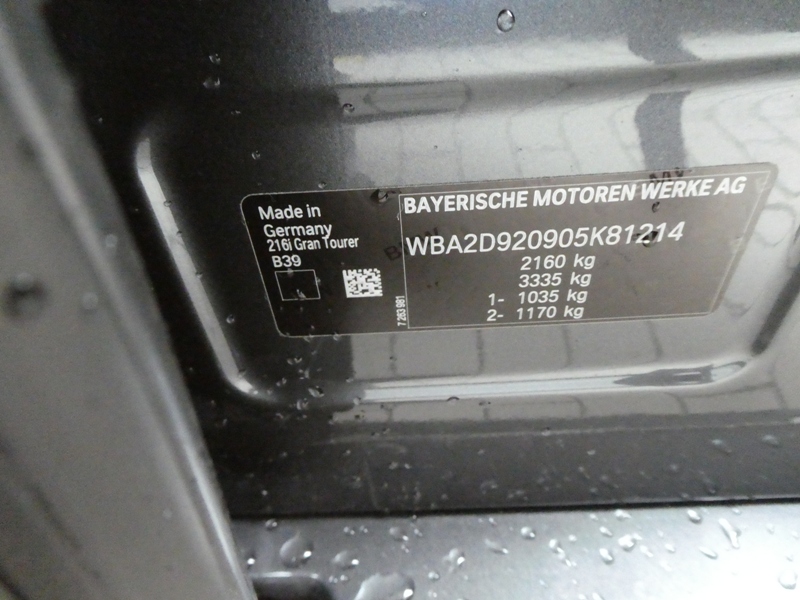 Made in
Germany
216i Gran Tourer
B39
7 263 981
BAYERISCHE MOTOREN WERKE AG
WBA2D920905K81214
2160 kg
3335 kg
1- 1035 kg
2- 1170 kg